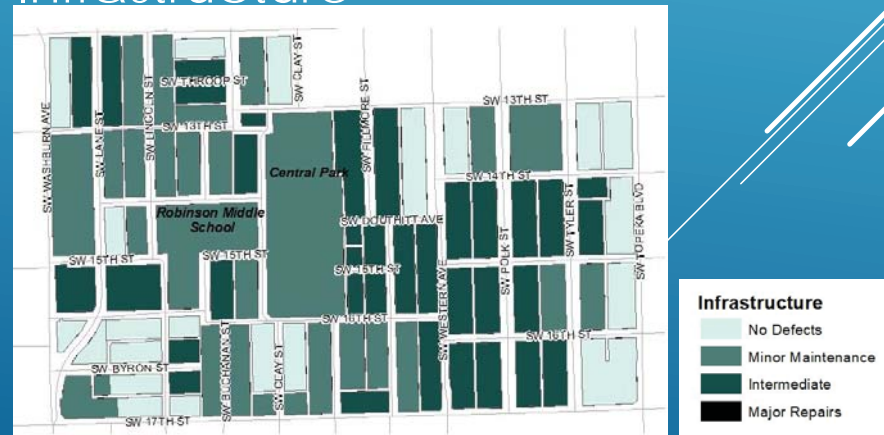 Infrastructure
SW CLAY ST
SW THROOP ST
SW FILLMORE ST
SW 13TH ST
SW WASHBURN AVE
SW LANE ST
SW LINCOLN ST
SW 13TH ST
Central Park
SW 14TH ST
Robinson Middle
School
SW DOUTHITT AVE
SW TYLER ST
SW TOPEKA BLVD
SW 15TH ST
SW 15TH ST
SW 15TH ST
SW POLK ST
SW WESTERN AVE
SW 16TH ST
SW 16TH ST
SW BYRON ST
SW BUCHANAN ST
SW CLAY ST
SW 17TH ST
Infrastructure
No Defects
Minor Maintenance
Intermediate
Major Repairs